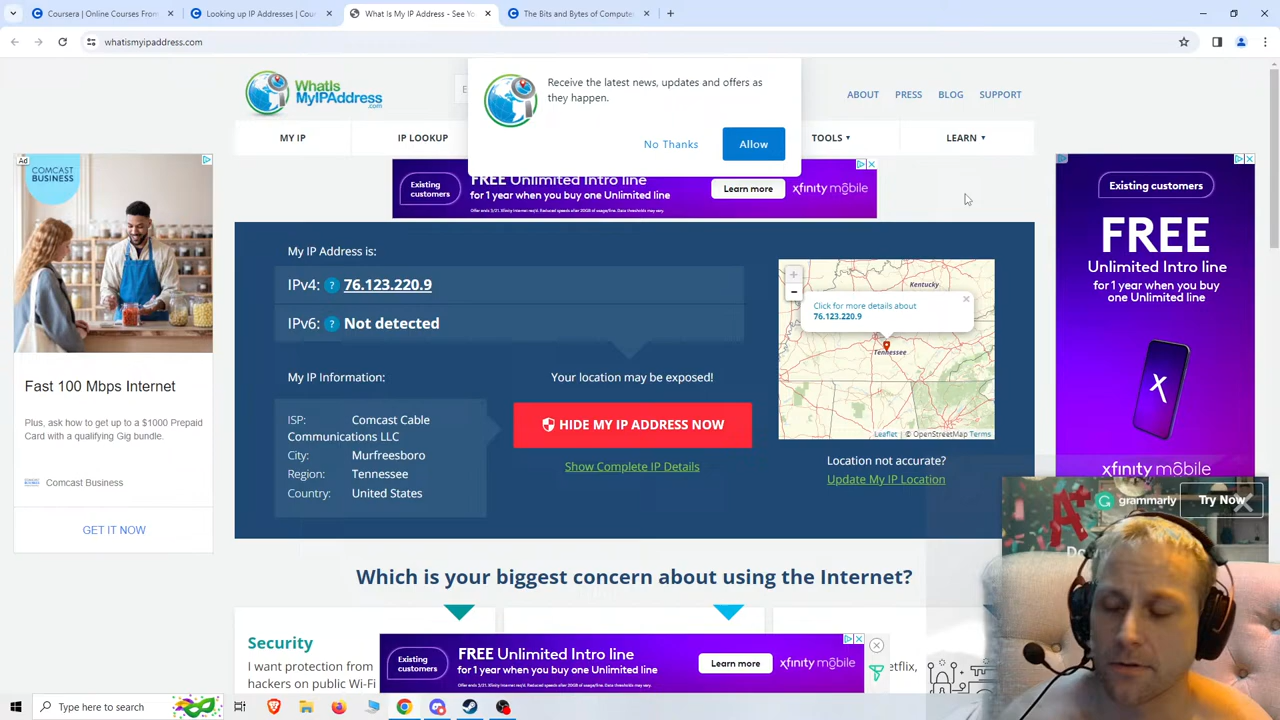 Coursera | Online Courses From
Looking up IP Addresses | Cour
What Is My IP Address - See Yo
The Bits and Bytes of Compute
whatismyipaddress.com
WhatIs
MyIPAddress
.com
Receive the latest news, updates and offers as
they happen.
No Thanks
Allow
ABOUT
PRESS
BLOG
SUPPORT
MY IP
IP LOOKUP
TOOLS
LEARN
Ad
COMCAST
BUSINESS
Fast 100 Mbps Internet
Plus, ask how to get up to a $1000 Prepaid
Card with a qualifying Gig bundle.
Comcast Business
GET IT NOW
Existing
customers
FREE Unlimited Intro line
for 1 year when you buy one Unlimited line
Learn more
xfinity mobile
My IP Address is:
IPv4: ? 76.123.220.9
IPv6: ? Not detected
My IP Information:
ISP: Comcast Cable
Communications LLC
City: Murfreesboro
Region: Tennessee
Country: United States
Your location may be exposed!
HIDE MY IP ADDRESS NOW
Show Complete IP Details
+
−
Kentucky
Click for more details about
76.123.220.9
Tennessee
Leaflet | © OpenStreetMap Terms
Location not accurate?
Update My IP Location
Existing customers
FREE
Unlimited Intro line
for 1 year when you buy
one Unlimited line
X
xfinity mobile
grammarly
Try Now
A+
Do
Which is your biggest concern about using the Internet?
Security
I want protection from
hackers on public Wi-Fi
Existing
customers
FREE Unlimited Intro line
for 1 year when you buy one Unlimited line
Learn more
xfinity mobile
etflix,
Type here to search